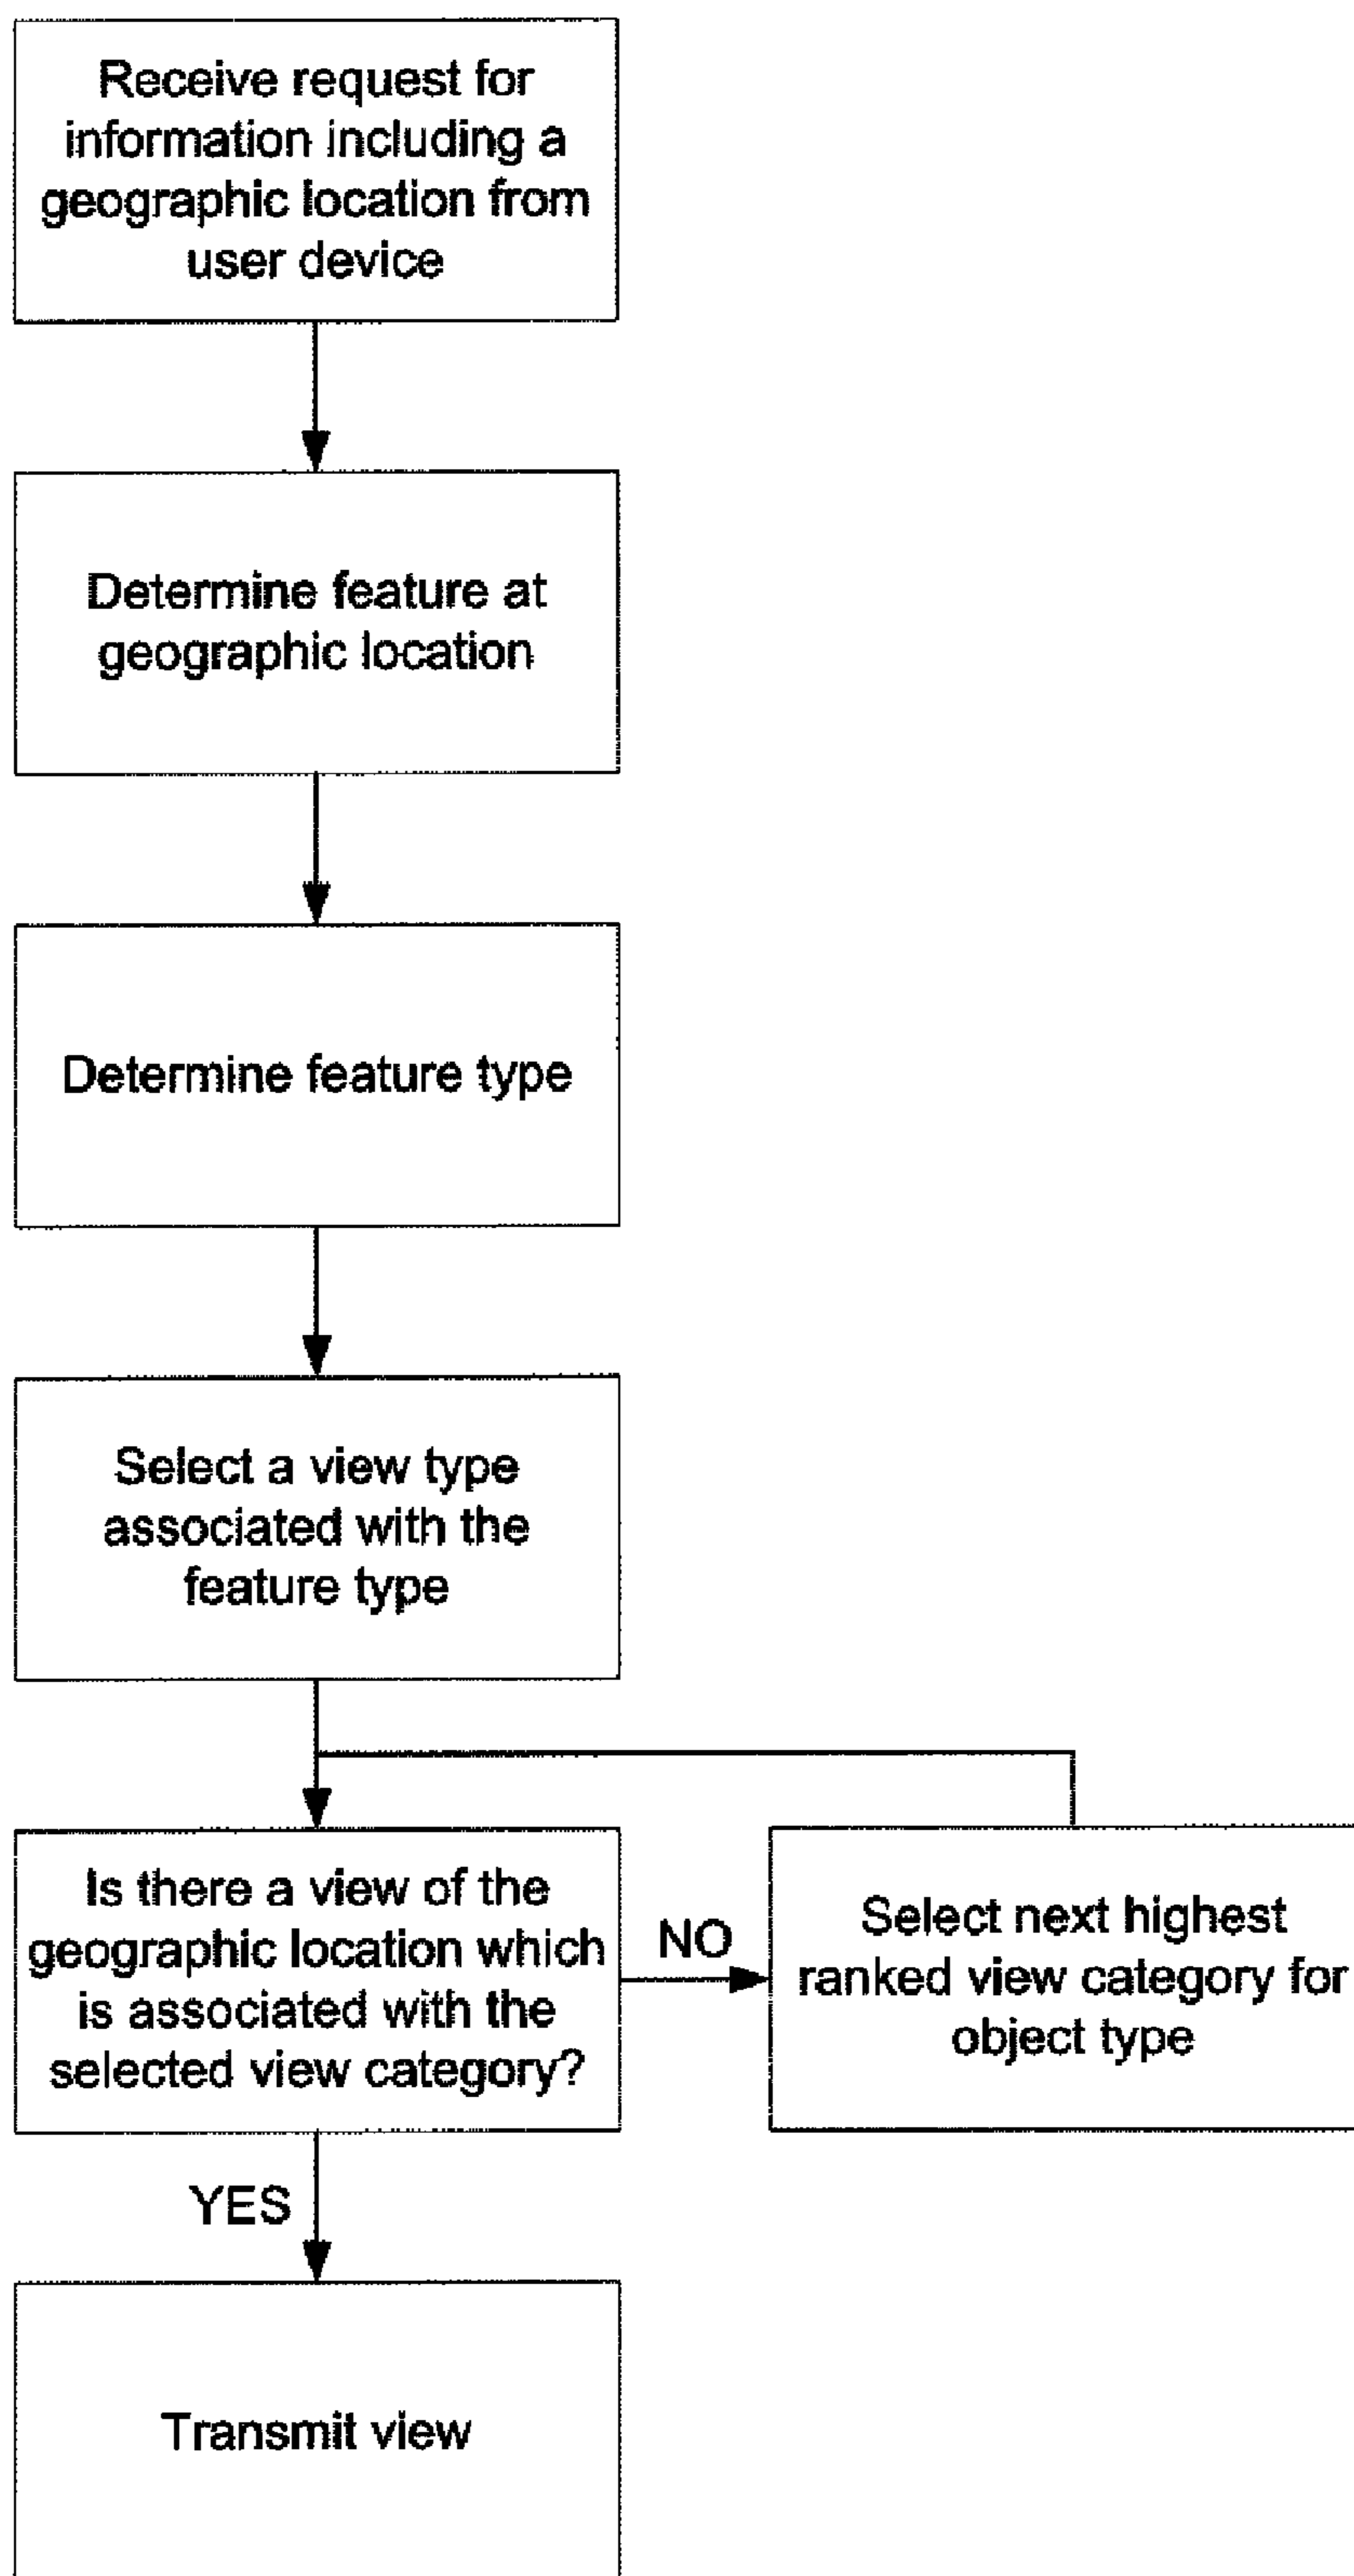 Receive request for
information including a
geographic location from
user device
Determine feature at
geographic location
Determine feature type
Select a view type
associated with the
feature type
Is there a view of the
geographic location which
is associated with the
selected view category?
NO
Select next highest
ranked view category for
object type
YES
Transmit view